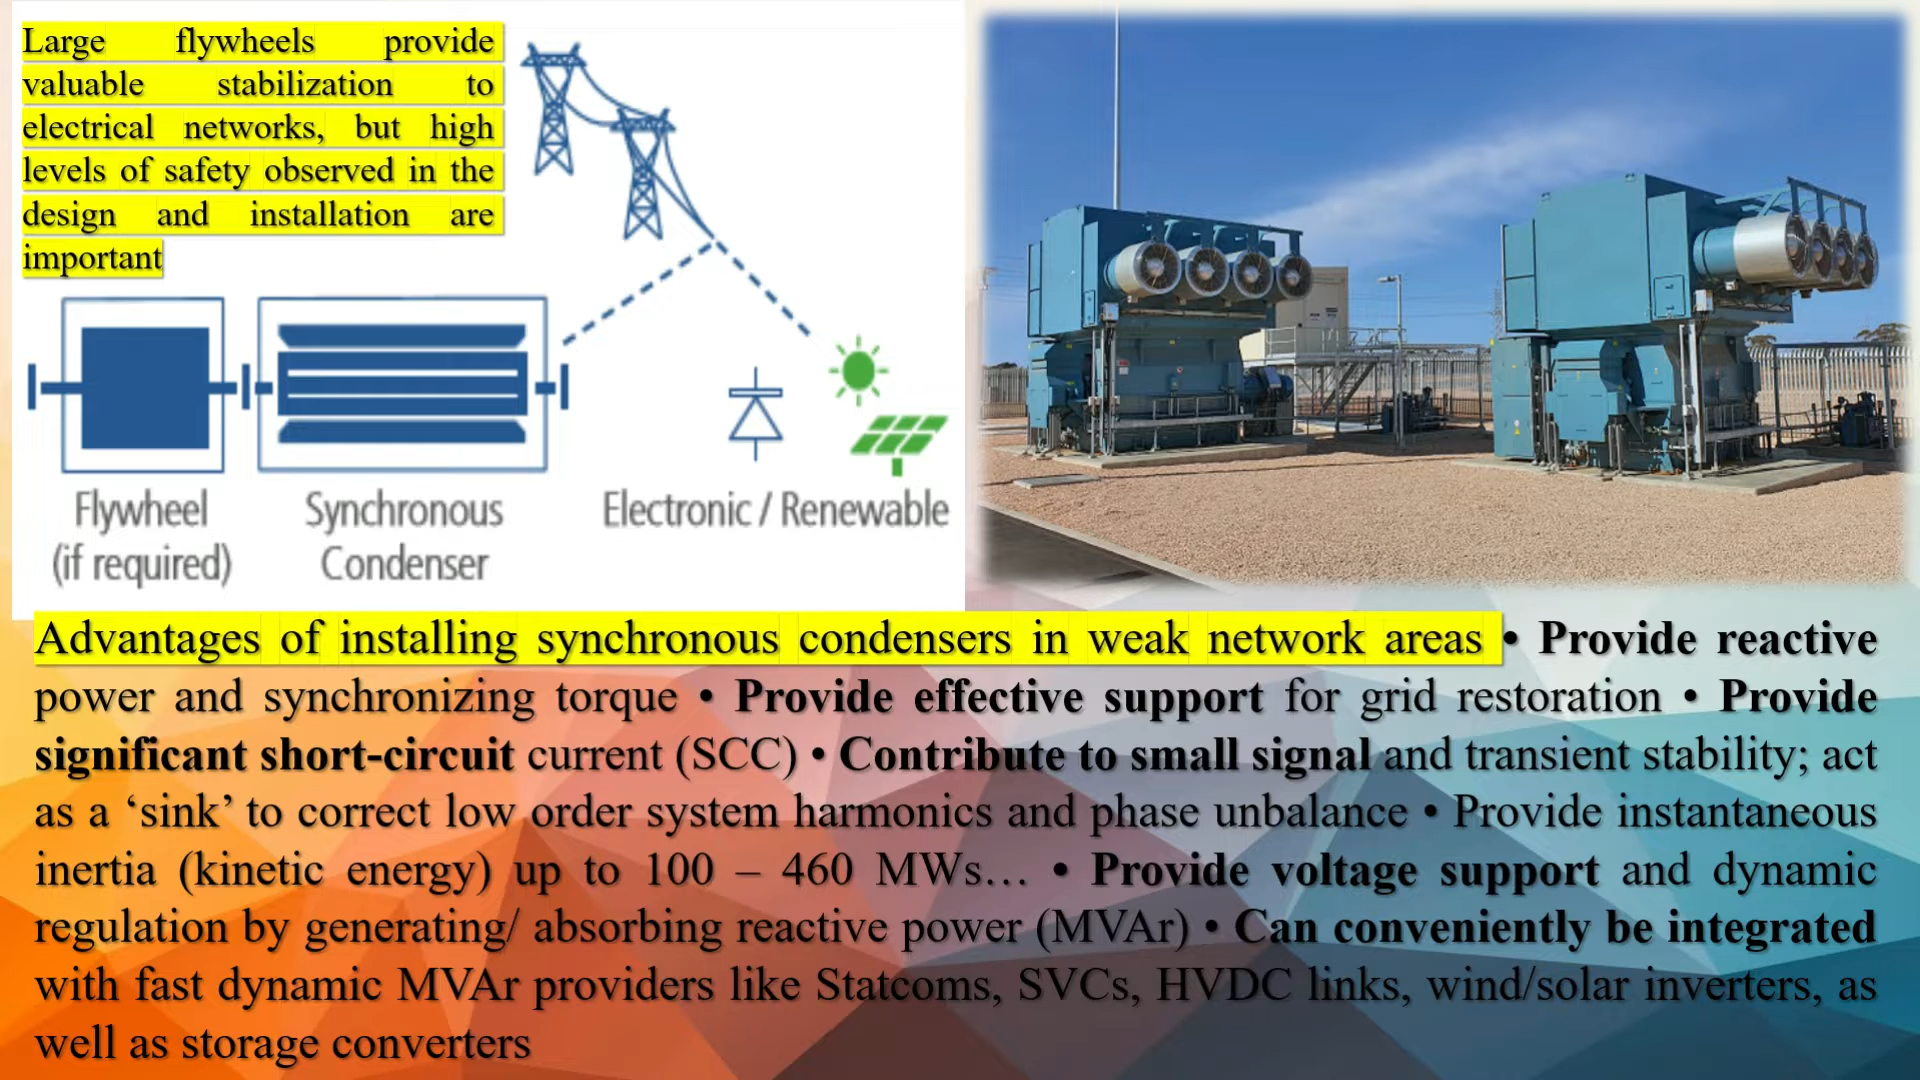 Large flywheels provide
valuable stabilization to
electrical networks, but high
levels of safety observed in the
design and installation are
important
Flywheel
(if required)
Synchronous
Condenser
Electronic / Renewable
Advantages of installing synchronous condensers in weak network areas • Provide reactive
power and synchronizing torque • Provide effective support for grid restoration • Provide
significant short-circuit current (SCC) • Contribute to small signal and transient stability; act
as a ‘sink’ to correct low order system harmonics and phase unbalance • Provide instantaneous
inertia (kinetic energy) up to 100 – 460 MWs… • Provide voltage support and dynamic
regulation by generating/ absorbing reactive power (MVAr) • Can conveniently be integrated
with fast dynamic MVAr providers like Statcoms, SVCs, HVDC links, wind/solar inverters, as
well as storage converters